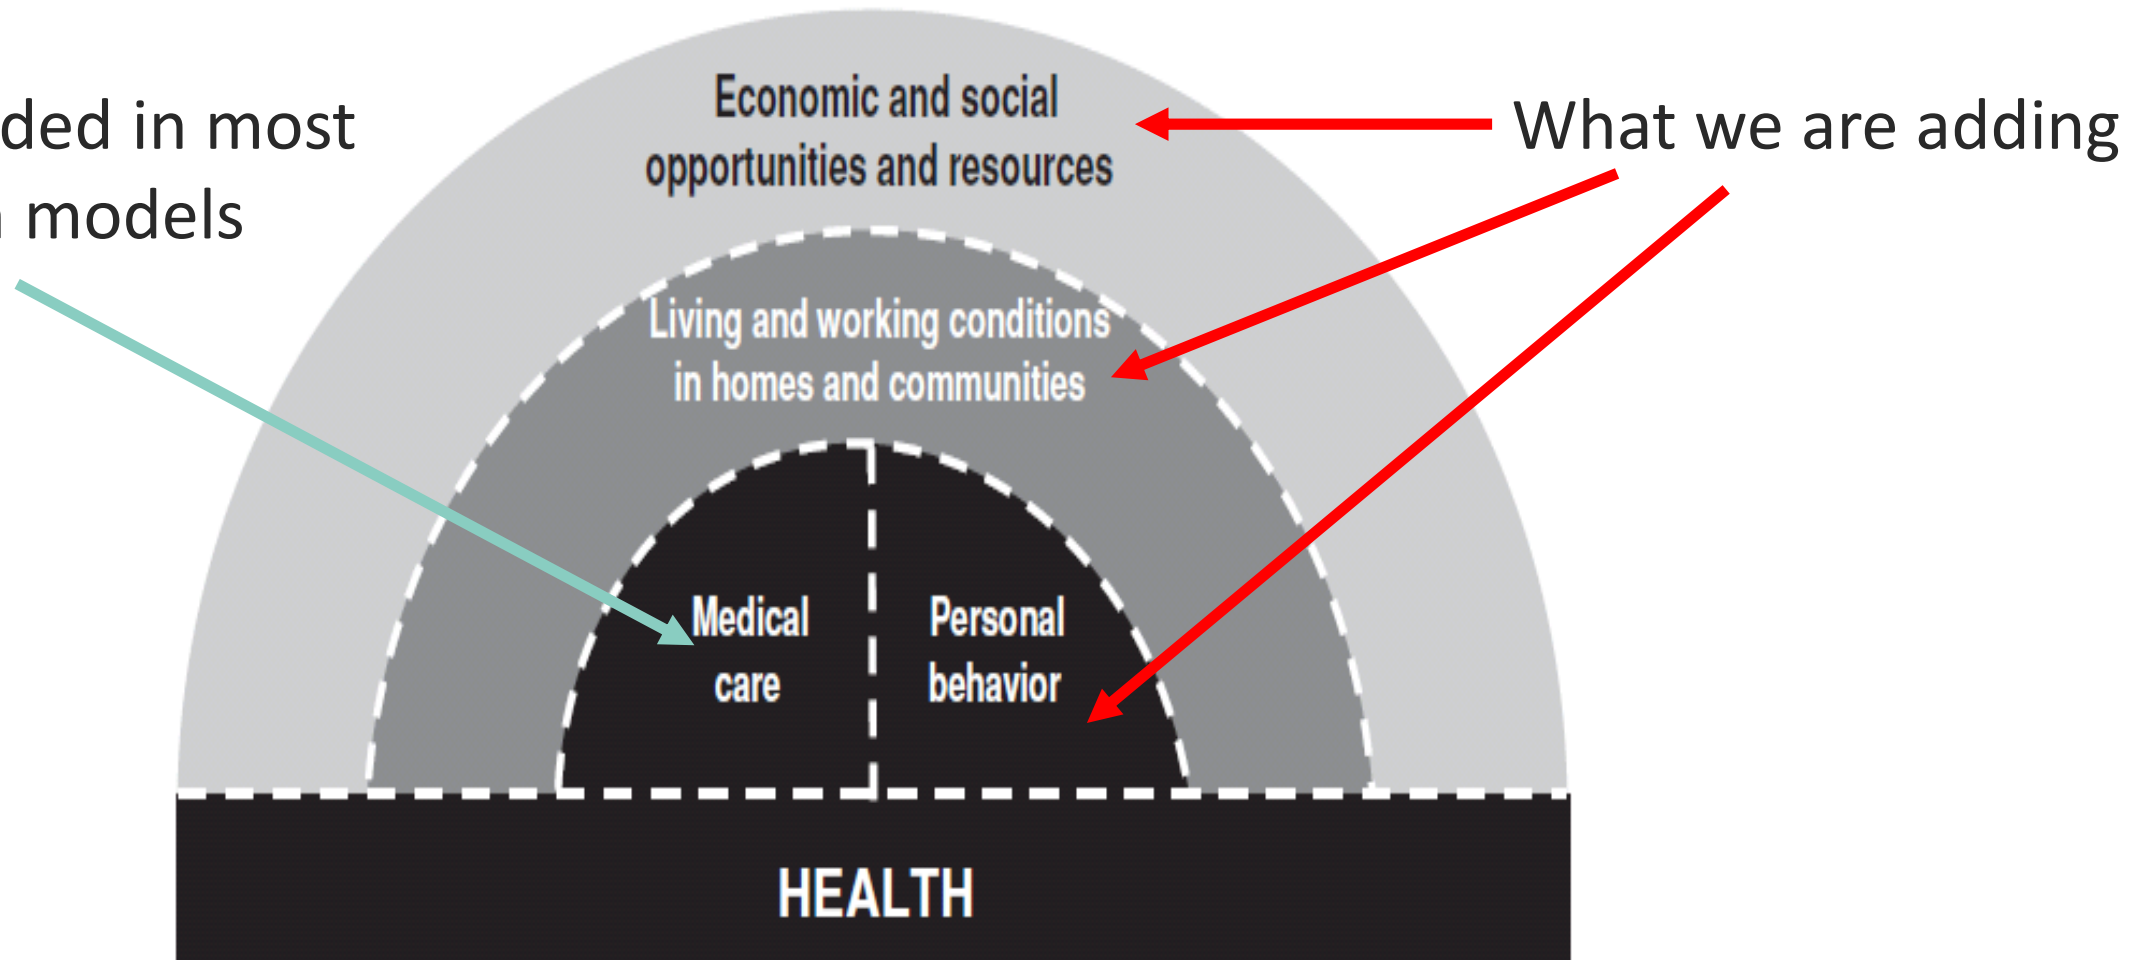 ded in most
models
Economic and social
opportunities and resources
What we are adding
Living and working conditions
in homes and communities
Medical
care
Personal
behavior
HEALTH